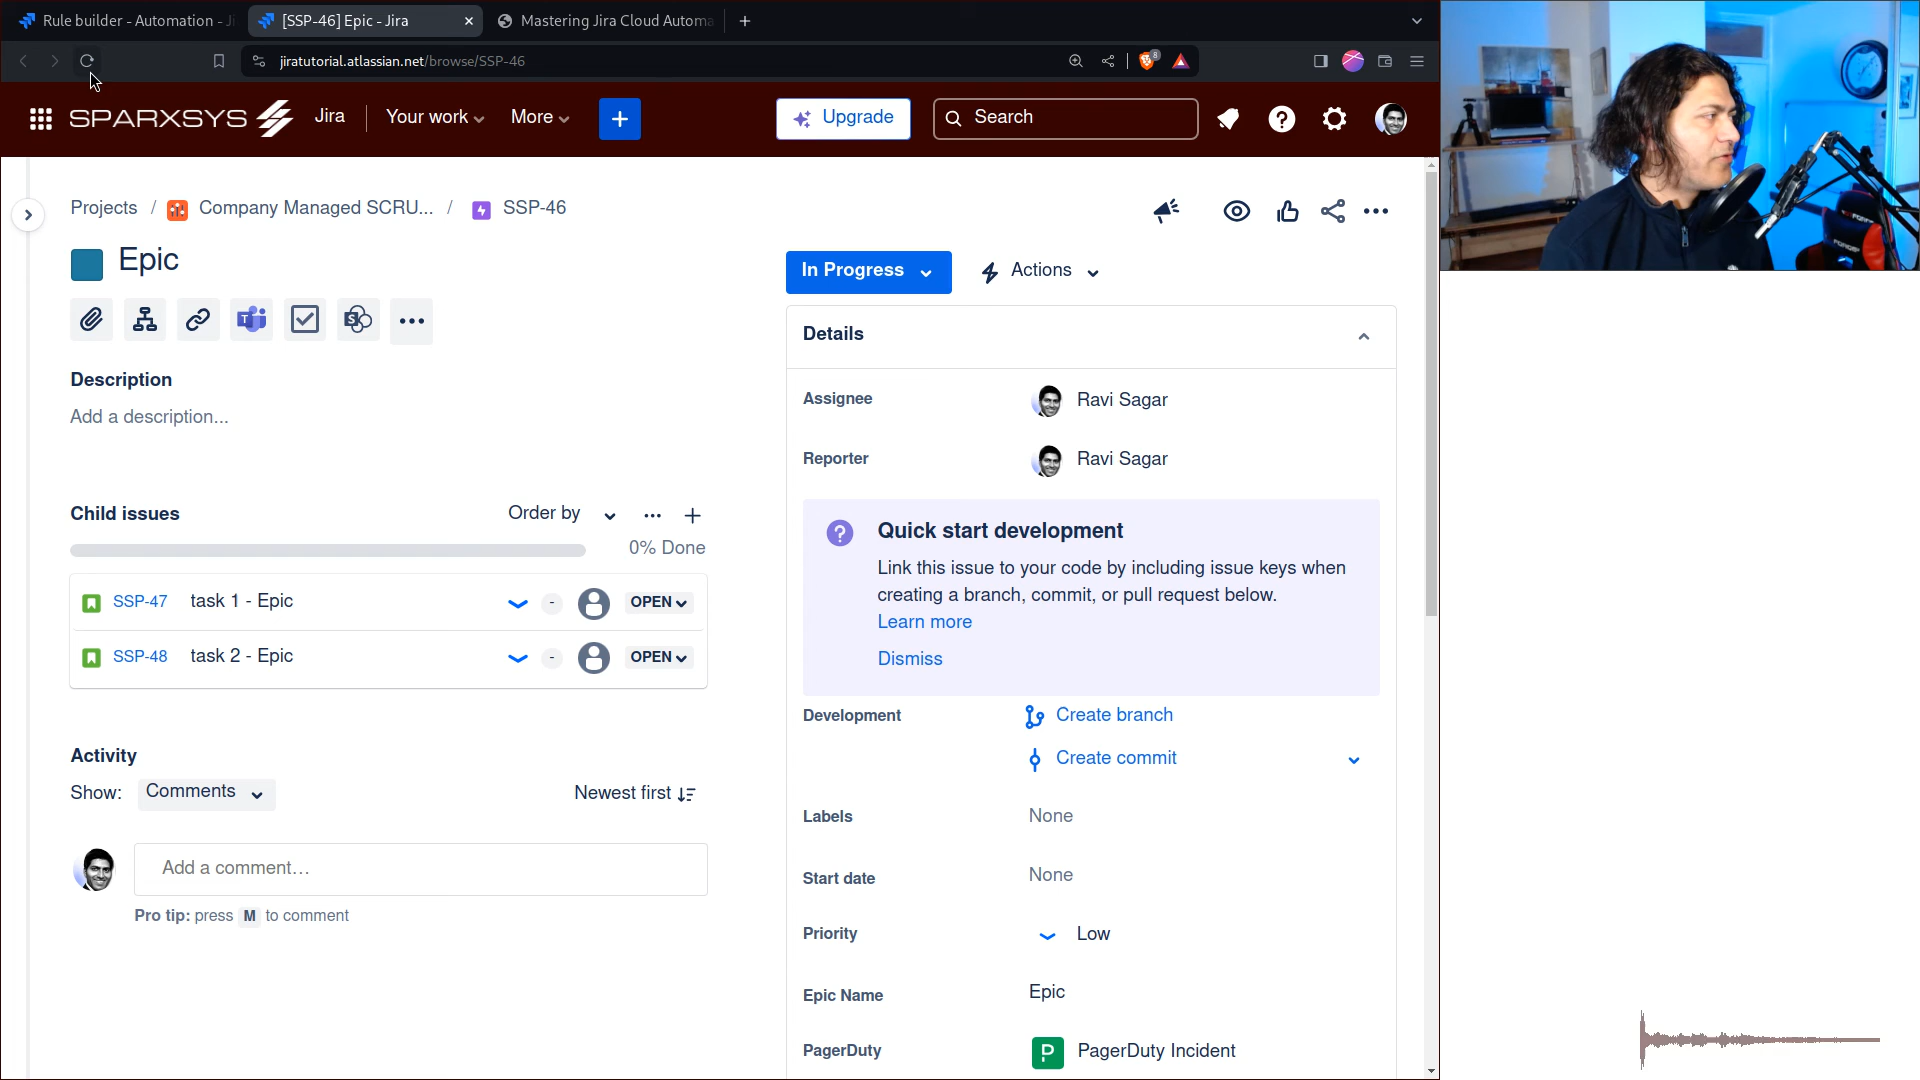 Rule builder - Automation - Ji
[SSP-46] Epic - Jira
Mastering Jira Cloud Automa
jiratutorial.atlassian.net/browse/SSP-46
8
SPARXSYS
Jira
Your work
More
Upgrade
Search
Projects / Company Managed SCRU... / SSP-46
Epic
In Progress
Actions
Details
Description
Add a description...
Assignee
Ravi Sagar
Reporter
Ravi Sagar
Child issues
Order by
0% Done
SSP-47 task 1 - Epic - OPEN
SSP-48 task 2 - Epic - OPEN
Quick start development
Link this issue to your code by including issue keys when
creating a branch, commit, or pull request below.
Learn more
Dismiss
Development
Create branch
Create commit
Activity
Show: Comments
Newest first
Add a comment…
Pro tip: press M to comment
Labels
None
Start date
None
Priority
Low
Epic Name
Epic
PagerDuty
P PagerDuty Incident